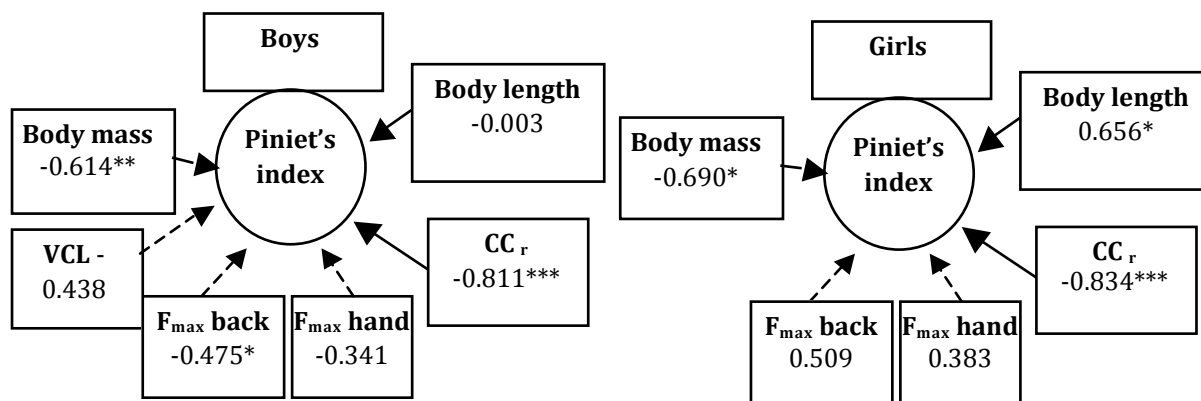 Boys
Body length
-0.003
Body mass
-0.614**
Piniet's
index
VCL -
0.438
CC r
-0.811***
Fmax back
-0.475*
Fmax hand
-0.341
Girls
Body length
0.656*
Body mass
-0.690*
Piniet's
index
CC r
-0.834***
Fmax back
0.509
Fmax hand
0.383